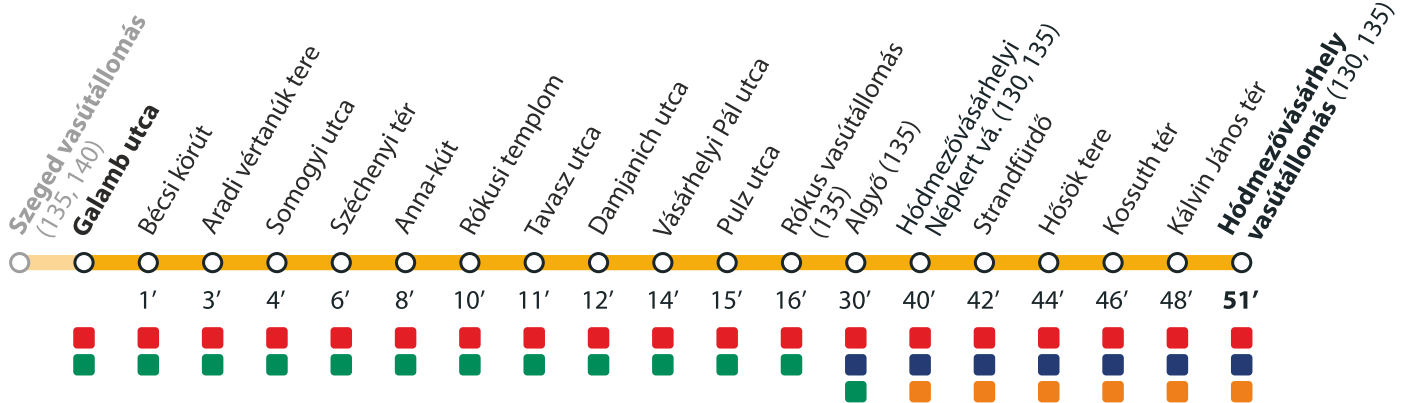 Szeged vasútállomás
(135, 140)
Galamb utca
Bécsi körút
Aradi vértanúk tere
Somogyi utca
Széchenyi tér
Anna-kút
Rókusi templom
Tavasz utca
Damjanich utca
Vásárhelyi Pál utca
Pulz utca
Rókus vasútállomás
(135)
Algyő (135)
Hódmezővásárhelyi
Népkert vá. (130, 135)
Strandfürdő
Hősök tere
Kossuth tér
Kálvin János tér
Hódmezővásárhely
vasútállomás (130, 135)
1’ 3’ 4’ 6’ 8’ 10’ 11’ 12’ 14’ 15’ 16’ 30’ 40’ 42’ 44’ 46’ 48’ 51’